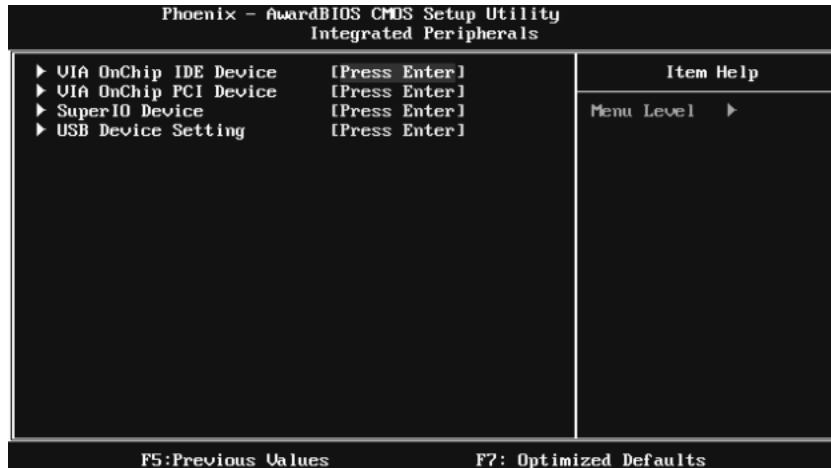 Phoenix - AwardBIOS CMOS Setup Utility
Integrated Peripherals
VIA OnChip IDE Device [Press Enter]
VIA OnChip PCI Device [Press Enter]
SuperIO Device [Press Enter]
USB Device Setting [Press Enter]
Item Help
Menu Level
F5:Previous Values F7: Optimized Defaults